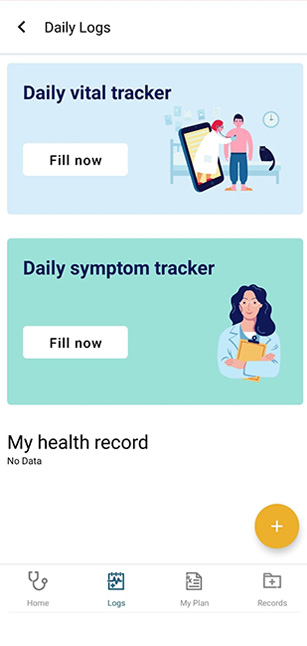 Daily Logs
Daily vital tracker
Fill now
Daily symptom tracker
Fill now
My health record
No Data
+
Home
Logs
My Plan
Records